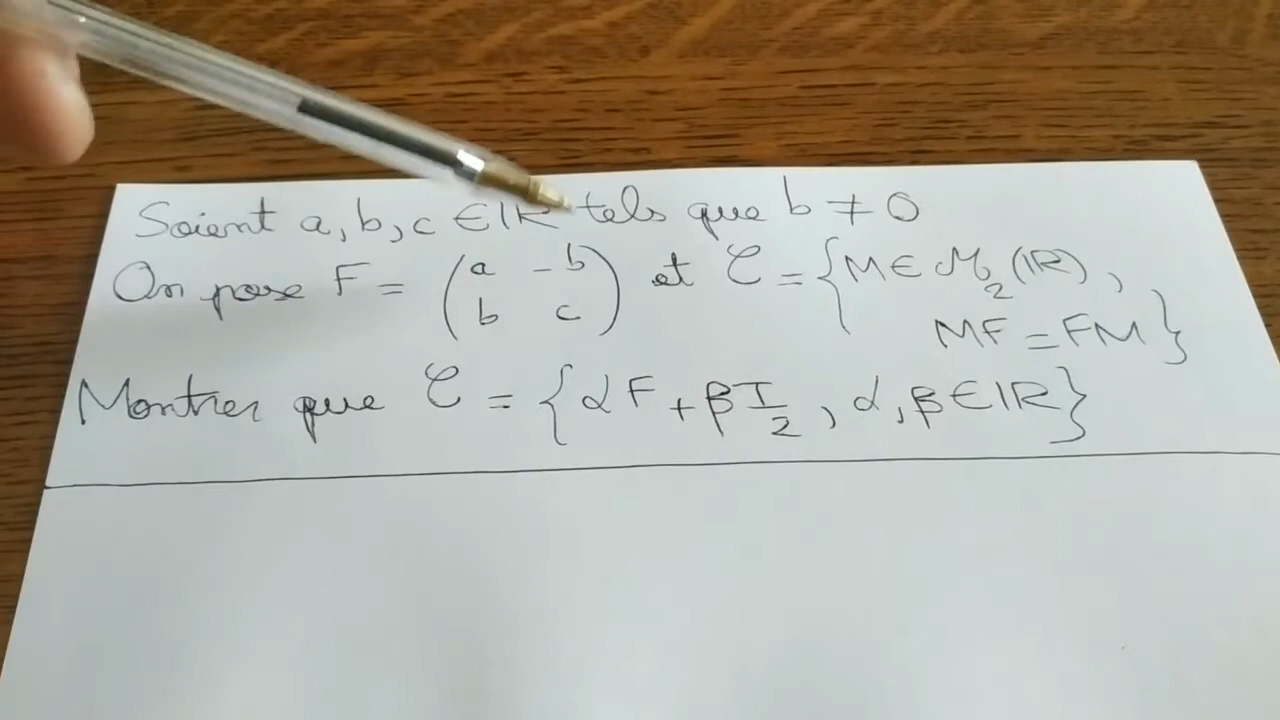 Soient a, b, c ∈ ℝ tels que b ≠ 0
On pose F = ( a -b ; b c ) et 𝒞 = { M ∈ ℳ₂(ℝ) ,
MF = FM }
Montrer que 𝒞 = { αF + βI₂ , α, β ∈ ℝ }